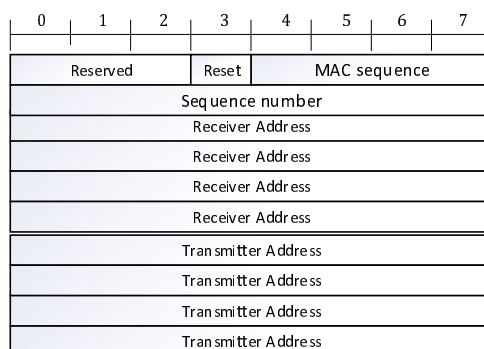 0 1 2 3 4 5 6 7
Reserved Reset MAC sequence
Sequence number
Receiver Address
Receiver Address
Receiver Address
Receiver Address
Transmitter Address
Transmitter Address
Transmitter Address
Transmitter Address